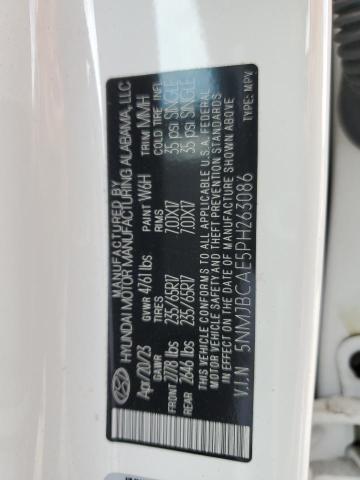 MANUFACTURED BY
HYUNDAI MOTOR MANUFACTURING ALABAMA, LLC
Apr/20/23 GVWR 4761 lbs PAINT W6H TRIM MMH
GAWR TIRES RIMS COLD TIRE INFL
FRONT 2778 lbs 235/65R17 7.0JX17 35 psi SINGLE
REAR 2646 lbs 235/65R17 7.0JX17 35 psi SINGLE
THIS VEHICLE CONFORMS TO ALL APPLICABLE U.S.A. FEDERAL
MOTOR VEHICLE SAFETY AND THEFT PREVENTION STANDARDS
IN EFFECT ON THE DATE OF MANUFACTURE SHOWN ABOVE.
V.I.N 5NMJBCAE5PH263086
TYPE: MPV